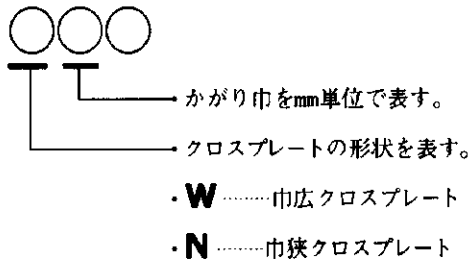 ○○○
・かがり巾をmm単位で表す。
・クロスプレートの形状を表す。
・W………巾広クロスプレート
・N………巾狭クロスプレート